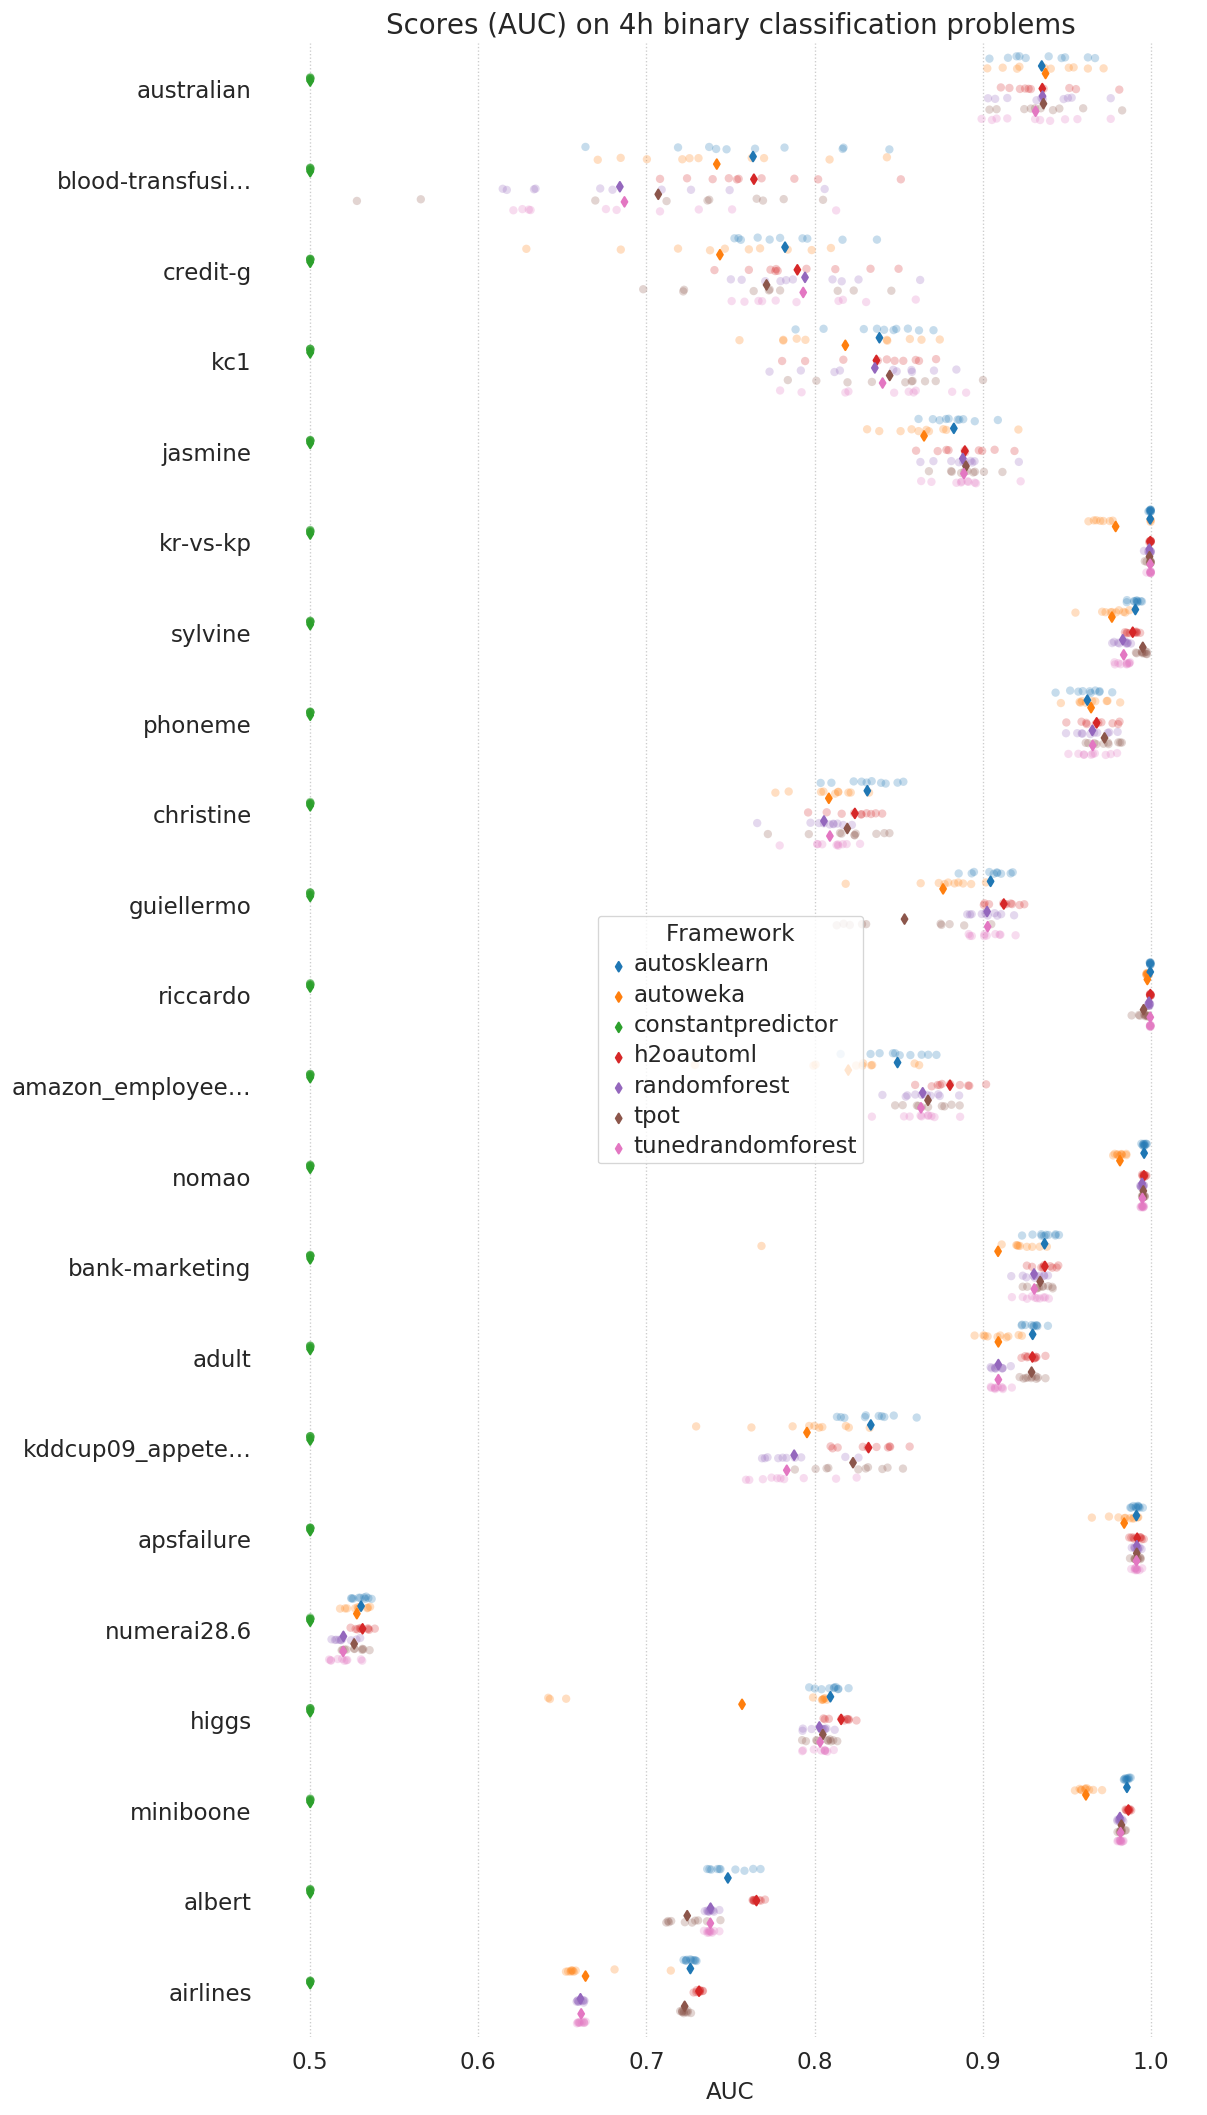 Scores (AUC) on 4h binary classification problems
australian
blood-transfusi...
credit-g
kc1
jasmine
kr-vs-kp
sylvine
phoneme
christine
guiellermo
riccardo
amazon_employee...
nomao
bank-marketing
adult
kddcup09_appete...
apsfailure
numerai28.6
higgs
miniboone
albert
airlines
Framework
autosklearn
autoweka
constantpredictor
h2oautoml
randomforest
tpot
tunedrandomforest
0.5 0.6 0.7 0.8 0.9 1.0
AUC